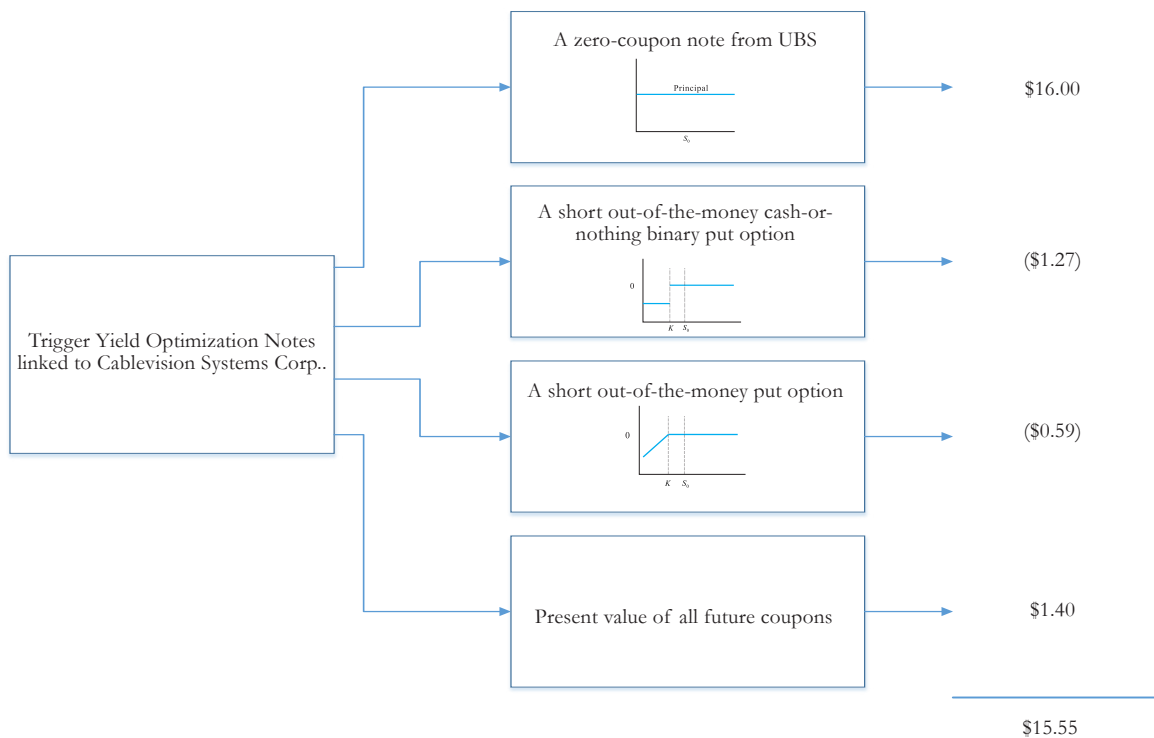 A zero-coupon note from UBS
Principal
S₀
$16.00
A short out-of-the-money cash-or-
nothing binary put option
0
K S₀
($1.27)
Trigger Yield Optimization Notes
linked to Cablevision Systems Corp..
A short out-of-the-money put option
0
K S₀
($0.59)
Present value of all future coupons
$1.40
$15.55